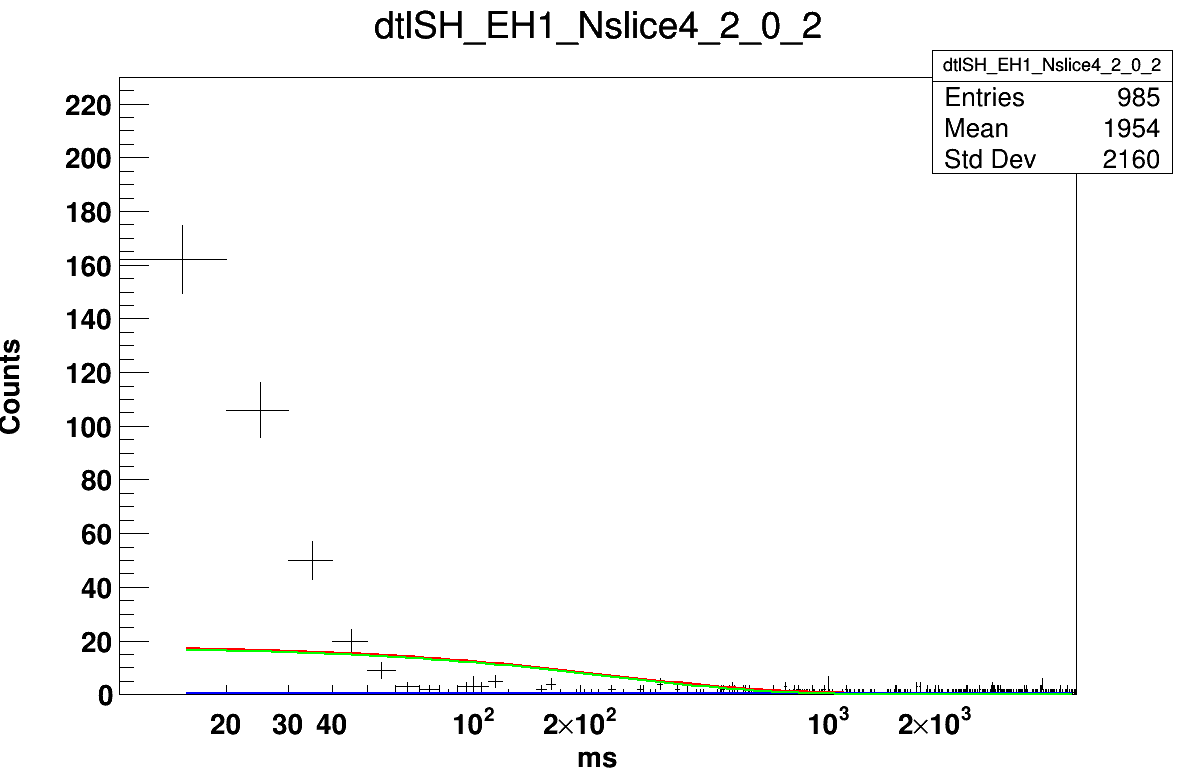 dtlSH_EH1_Nslice4_2_0_2
dtlSH_EH1_Nslice4_2_0_2
Entries 985
Mean 1954
Std Dev 2160
220
200
180
160
140
120
100
80
60
40
20
0
Counts
20 30 40 10² 2×10² 10³ 2×10³
ms